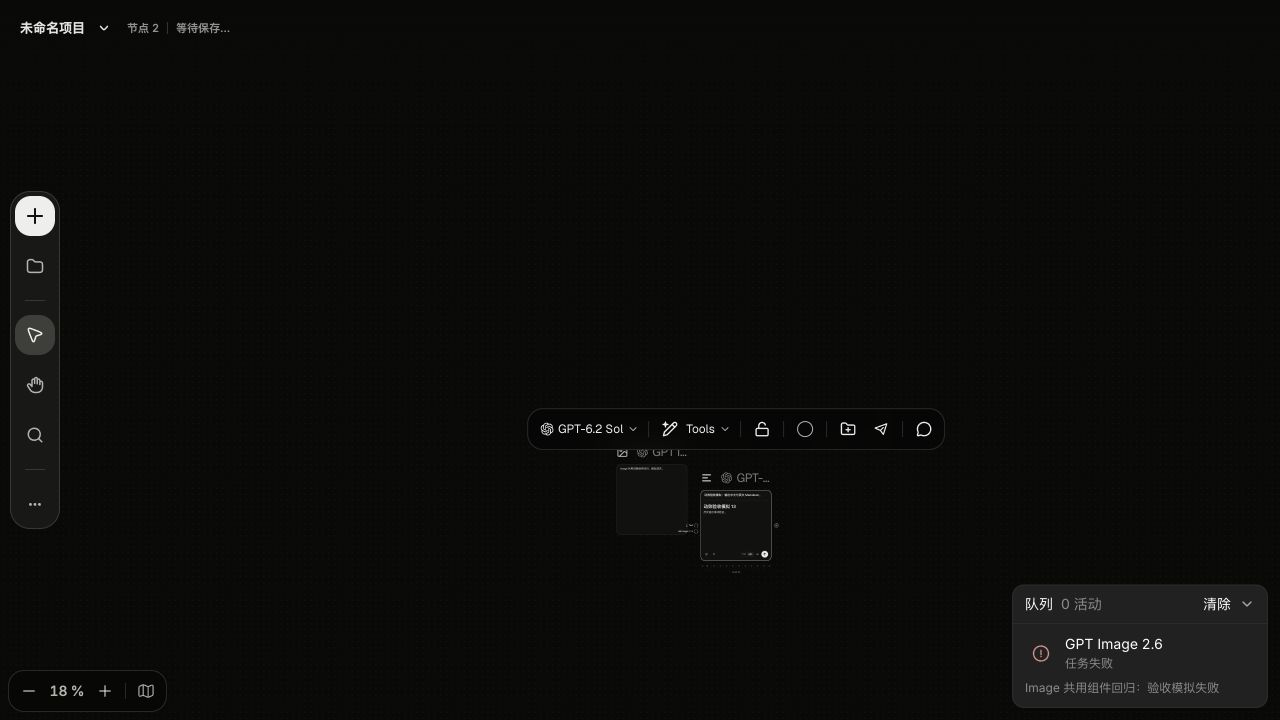 未命名项目
节点 2
等待保存...
GPT-6.2 Sol
Tools
GPT I...
GPT-...
动效验收模拟 13
18 %
队列 0 活动
清除
GPT Image 2.6
任务失败
Image 共用组件回归：验收模拟失败